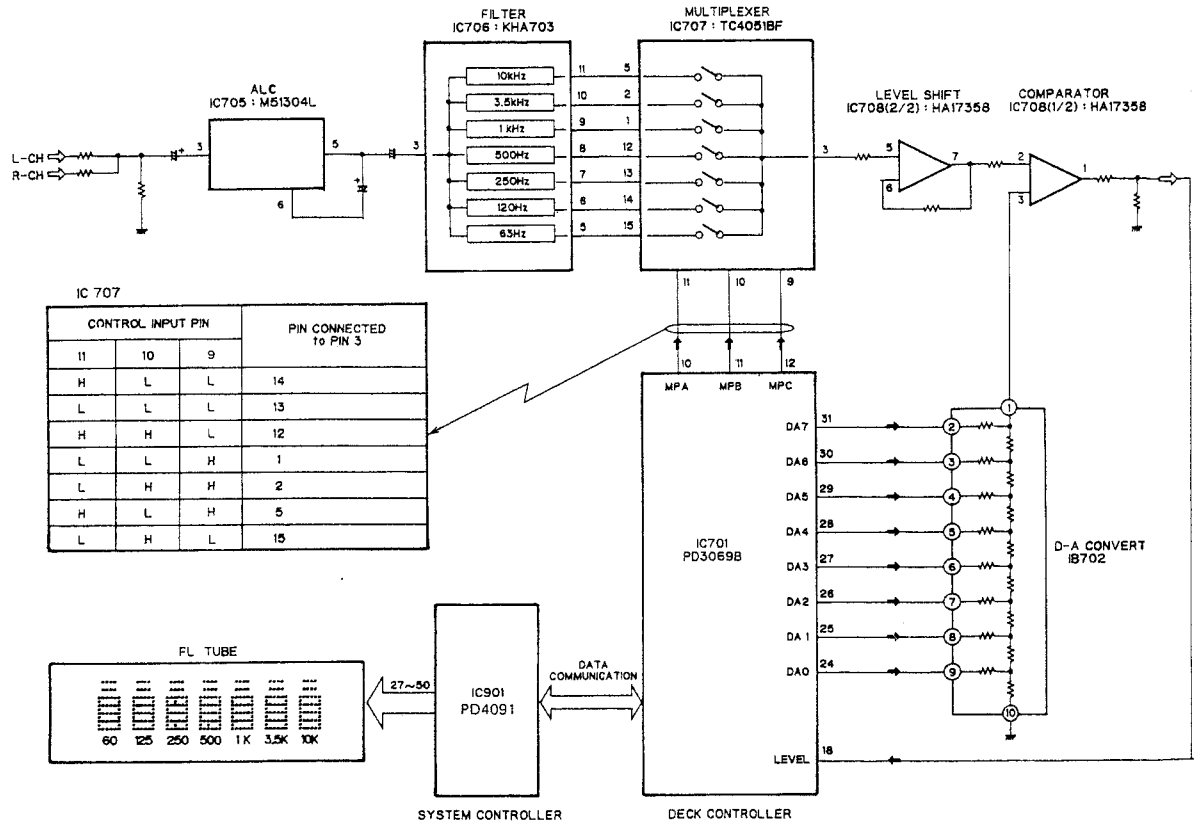 FILTER
IC706 : KHA703
MULTIPLEXER
IC707 : TC4051BF
ALC
IC705 : M51304L
LEVEL SHIFT
IC708(2/2) : HA17358
COMPARATOR
IC708(1/2) : HA17358
L-CH
R-CH
3
5
6
+
+
3
10kHz
11
5
3.5kHz
10
2
1 kHz
9
1
500Hz
8
12
250Hz
7
13
120Hz
6
14
63Hz
5
15
3
5
6
7
2
3
1
11
10
9
10
11
12
MPA
MPB
MPC
IC 707
CONTROL INPUT PIN
PIN CONNECTED
to PIN 3
11 10 9
H L L 14
L L L 13
H H L 12
L L H 1
L H H 2
H L H 5
L H L 15
DA7 31 2
DA6 30 3
DA5 29 4
DA4 28 5
DA3 27 6
DA2 26 7
DA1 25 8
DA0 24 9
1
10
LEVEL 18
IC701
PD3069B
D-A CONVERT
IB702
FL TUBE
60 125 250 500 1K 3.5K 10K
27~50
IC901
PD4091
DATA
COMMUNICATION
SYSTEM CONTROLLER
DECK CONTROLLER